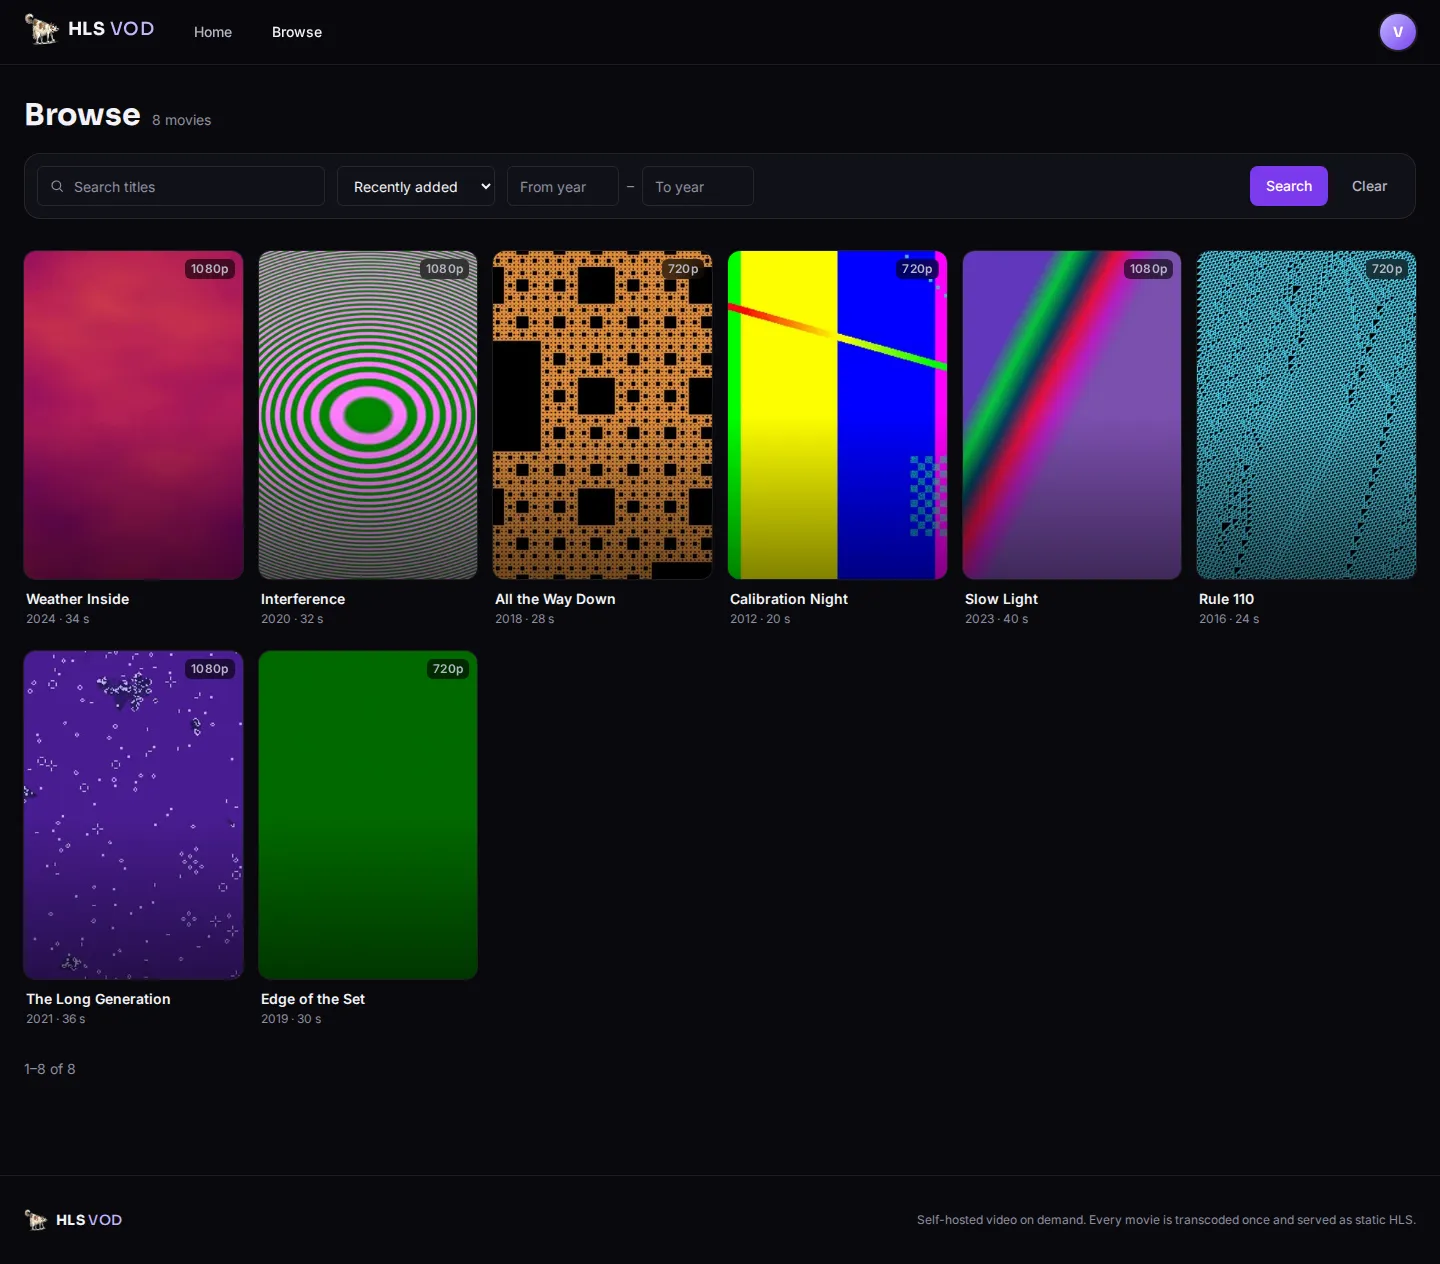 HLS VOD
Home
Browse
V
Browse
8 movies
Search titles
Recently added
From year
–
To year
Search
Clear
1080p
1080p
720p
720p
1080p
720p
Weather Inside
2024 · 34 s
Interference
2020 · 32 s
All the Way Down
2018 · 28 s
Calibration Night
2012 · 20 s
Slow Light
2023 · 40 s
Rule 110
2016 · 24 s
1080p
720p
The Long Generation
2021 · 36 s
Edge of the Set
2019 · 30 s
1–8 of 8
HLS VOD
Self-hosted video on demand. Every movie is transcoded once and served as static HLS.